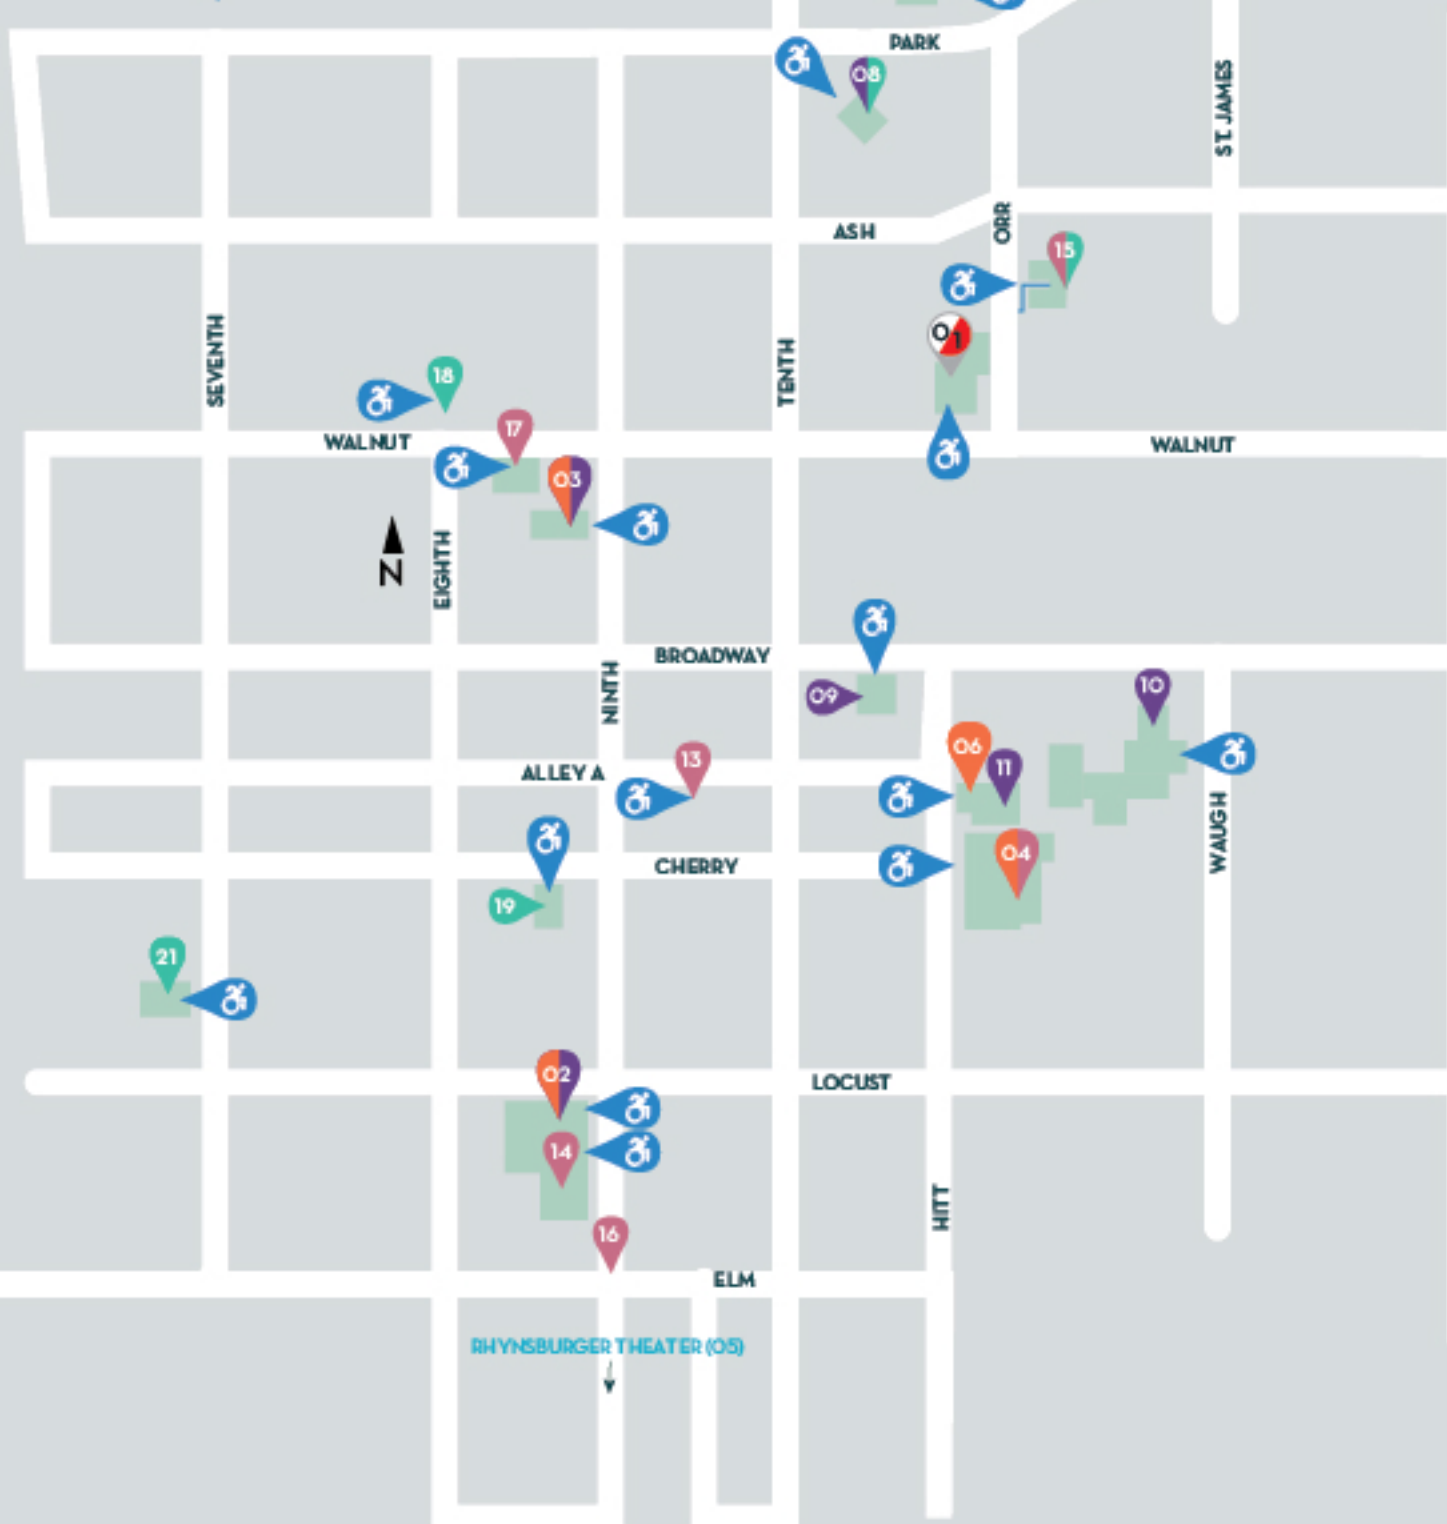 PARK
08
ST. JAMES
ORR
ASH
15
01
SEVENTH
TENTH
18
17
WALNUT
WALNUT
03
N
EIGHTH
BROADWAY
NINTH
09
10
06
11
13
ALLEY A
WAUGH
04
CHERRY
19
21
02
LOCUST
14
HITT
16
ELM
RHYNSBURGER THEATER (05)